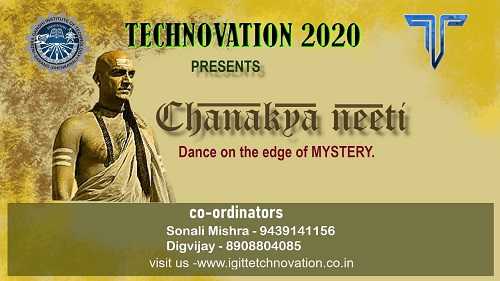 TECHNOVATION 2020
PRESENTS
Chanakya neeti
Dance on the edge of MYSTERY.
co-ordinators
Sonali Mishra - 9439141156
Digvijay - 8908804085
visit us -www.igittetchnovation.co.in